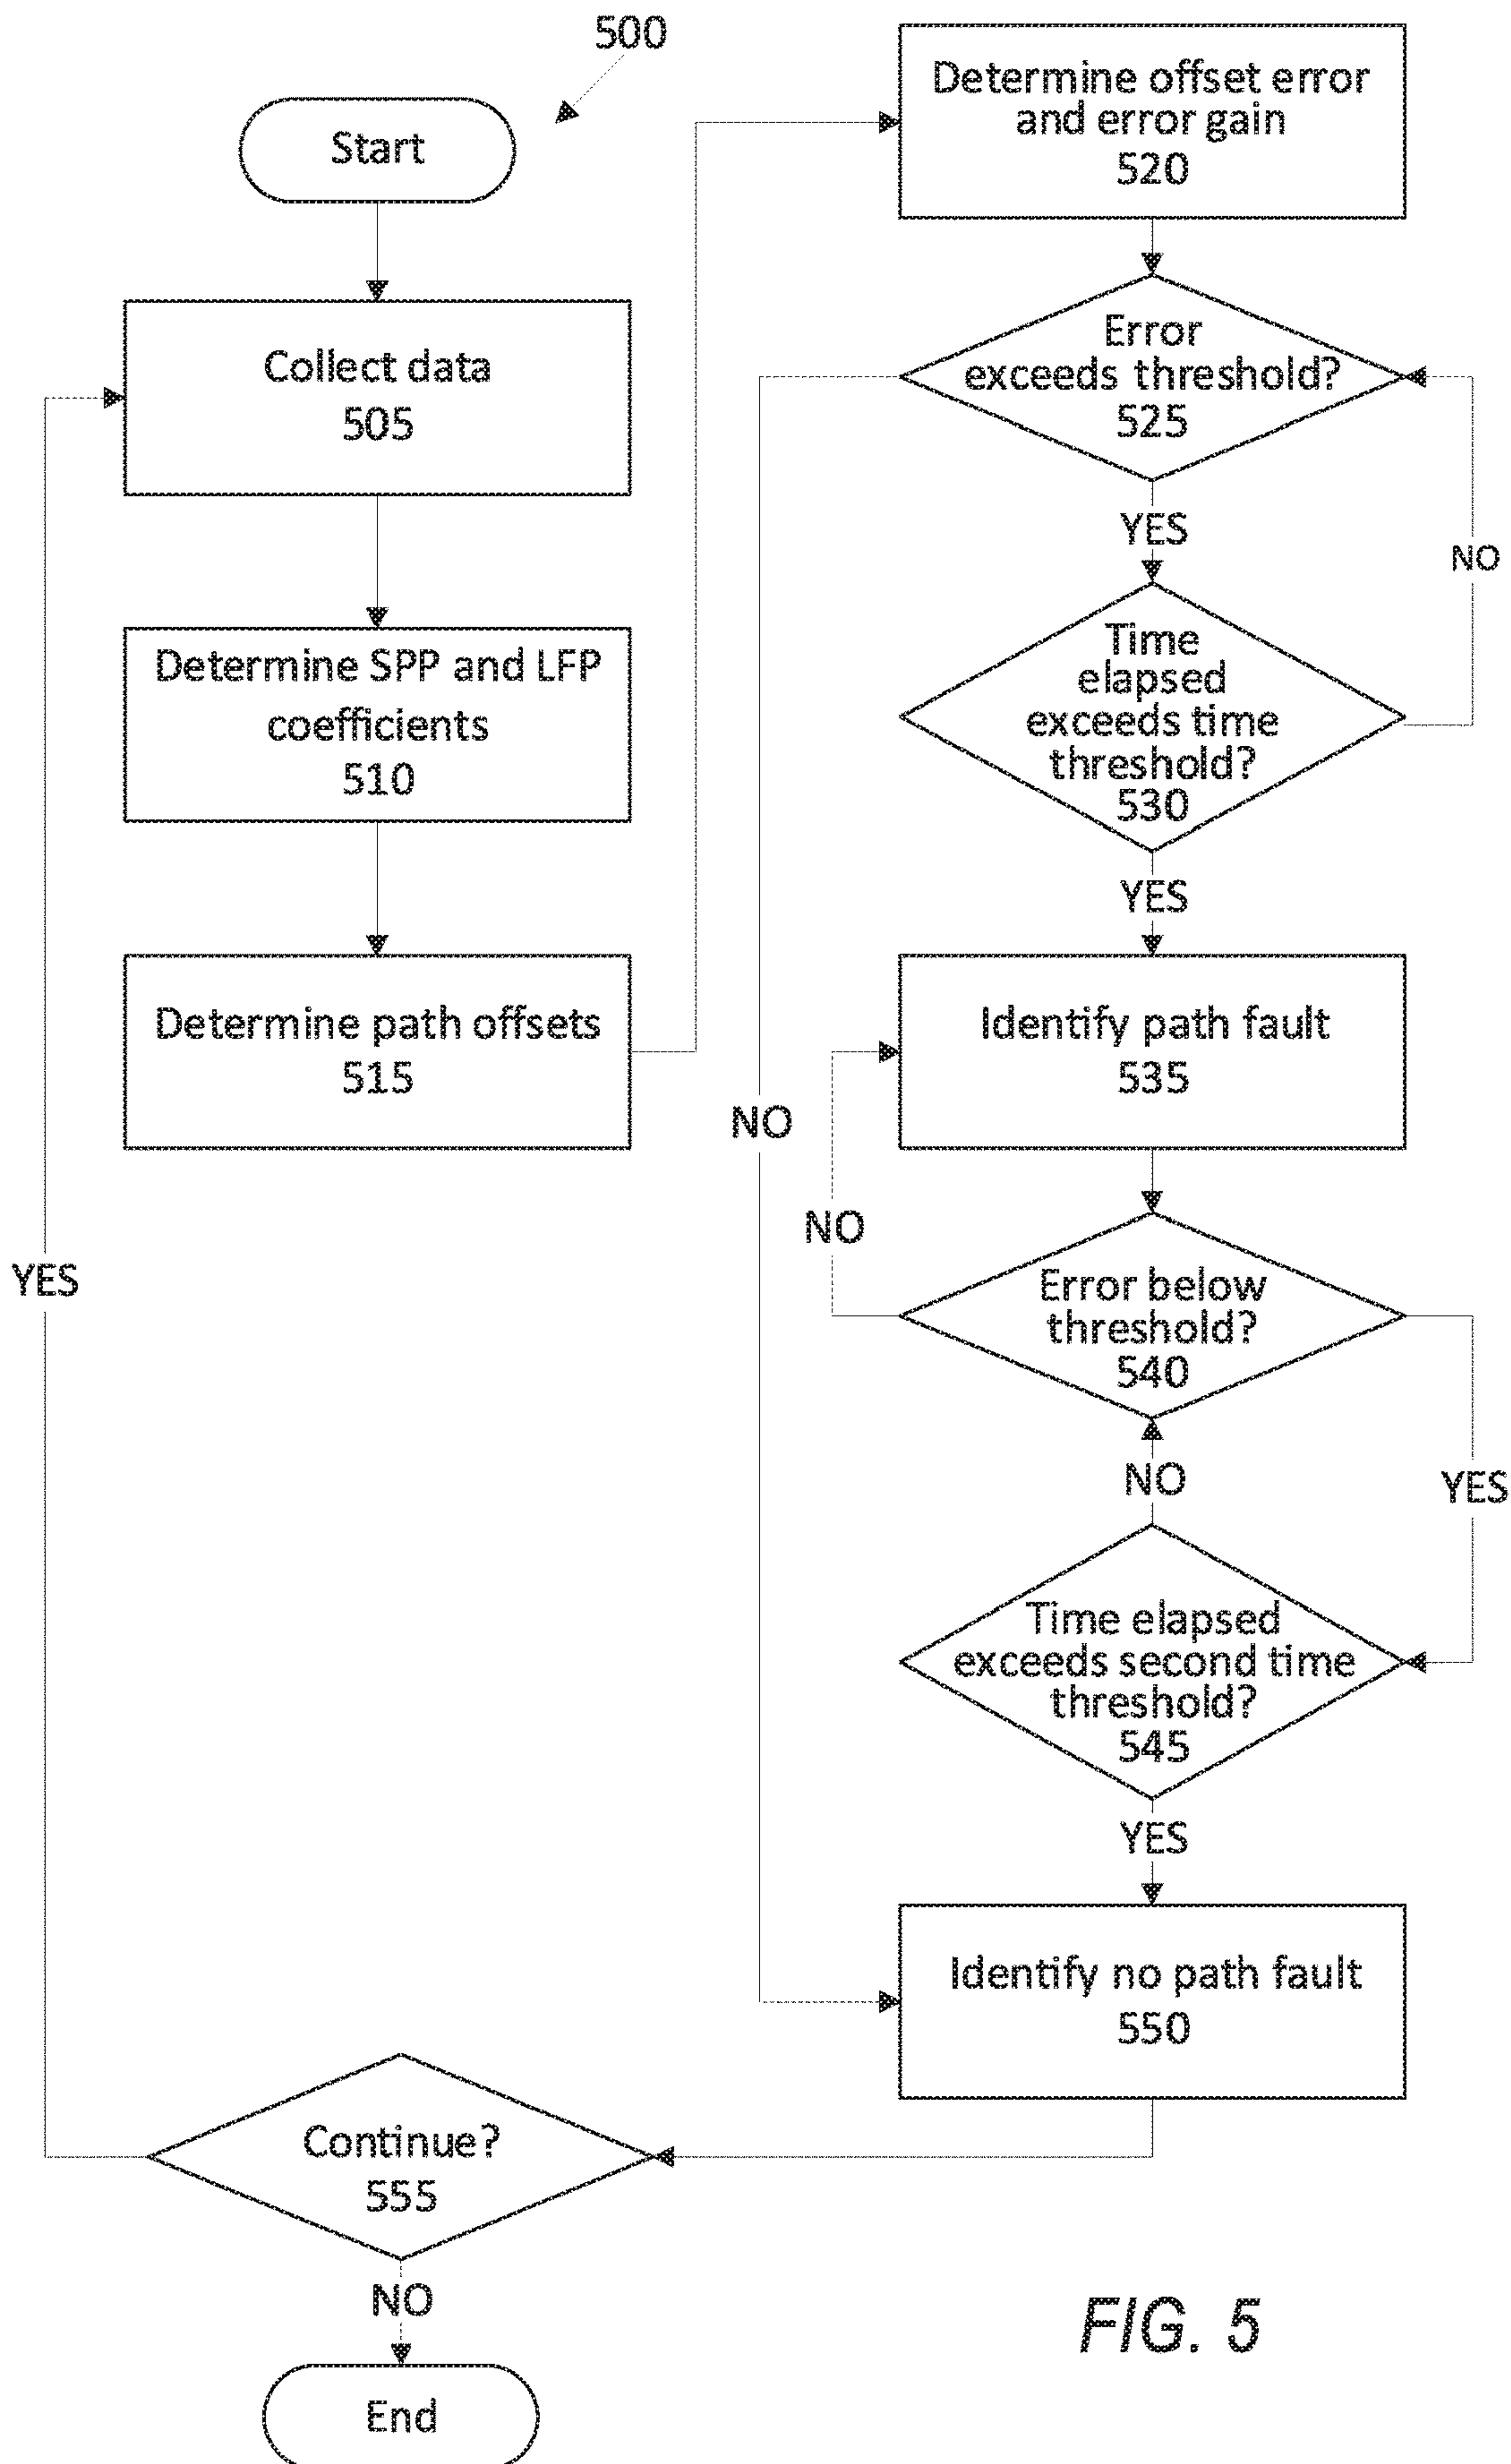 500
Start
Collect data
505
Determine SPP and LFP
coefficients
510
Determine path offsets
515
Determine offset error
and error gain
520
Error
exceeds threshold?
525
YES
NO
Time
elapsed
exceeds time
threshold?
530
YES
Identify path fault
535
NO
NO
Error below
threshold?
540
YES
NO
YES
Time elapsed
exceeds second time
threshold?
545
YES
Identify no path fault
550
Continue?
555
NO
End
FIG. 5